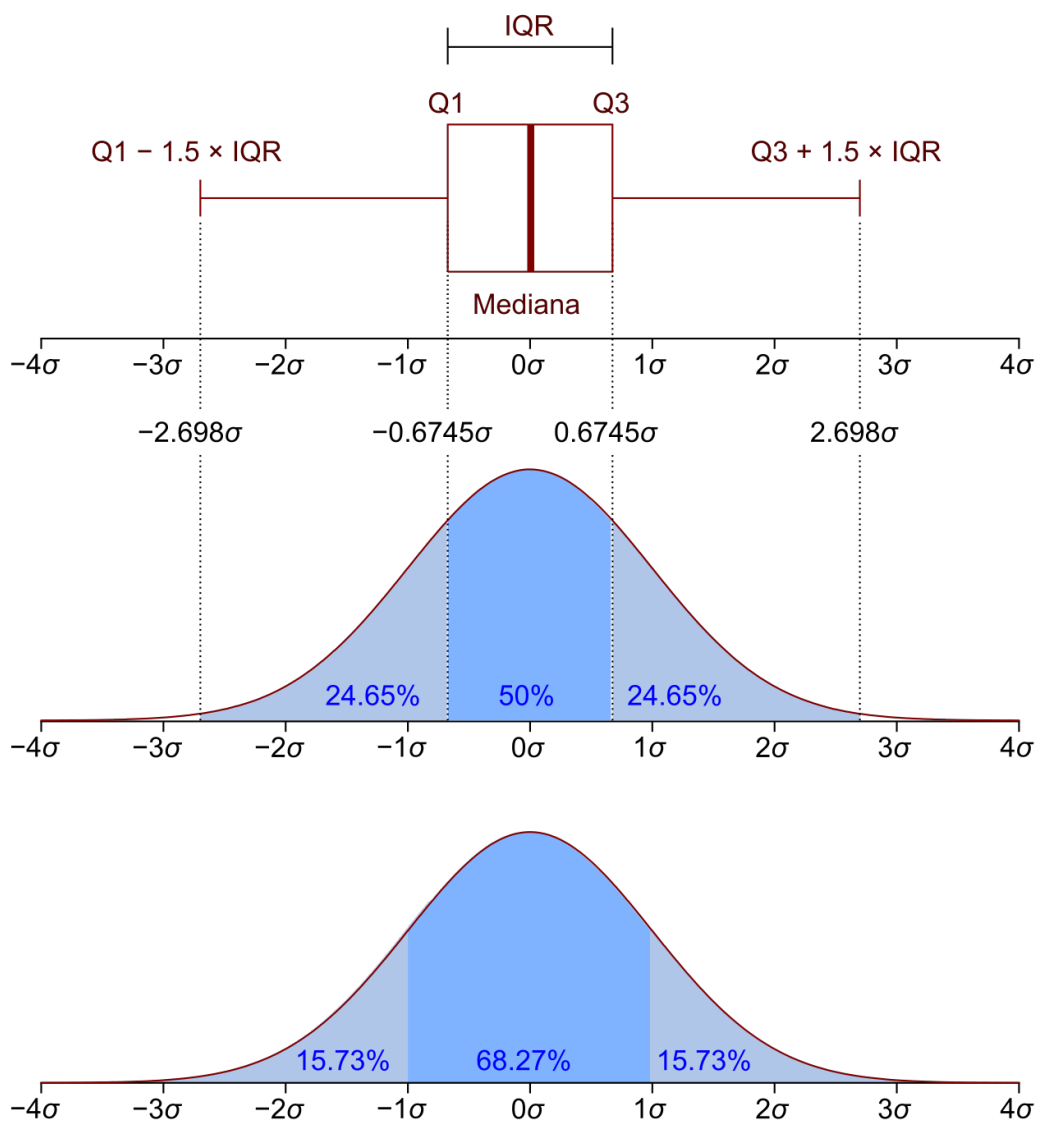 IQR
Q1 Q3
Q1 − 1.5 × IQR Q3 + 1.5 × IQR
Mediana
−4σ −3σ −2σ −1σ 0σ 1σ 2σ 3σ 4σ
−2.698σ −0.6745σ 0.6745σ 2.698σ
24.65% 50% 24.65%
−4σ −3σ −2σ −1σ 0σ 1σ 2σ 3σ 4σ
15.73% 68.27% 15.73%
−4σ −3σ −2σ −1σ 0σ 1σ 2σ 3σ 4σ